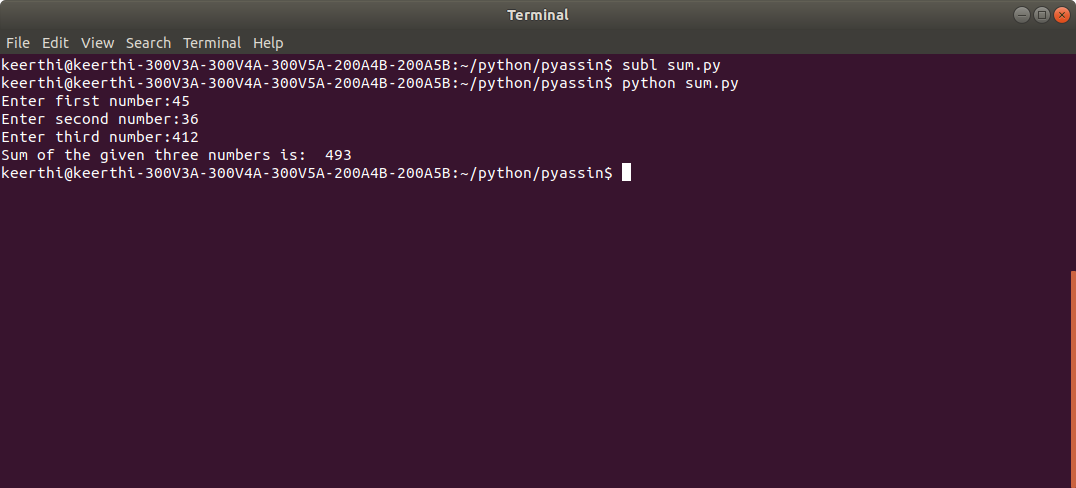 Terminal
File Edit View Search Terminal Help
keerthi@keerthi-300V3A-300V4A-300V5A-200A4B-200A5B:~/python/pyassin$ subl sum.py
keerthi@keerthi-300V3A-300V4A-300V5A-200A4B-200A5B:~/python/pyassin$ python sum.py
Enter first number:45
Enter second number:36
Enter third number:412
Sum of the given three numbers is:  493
keerthi@keerthi-300V3A-300V4A-300V5A-200A4B-200A5B:~/python/pyassin$